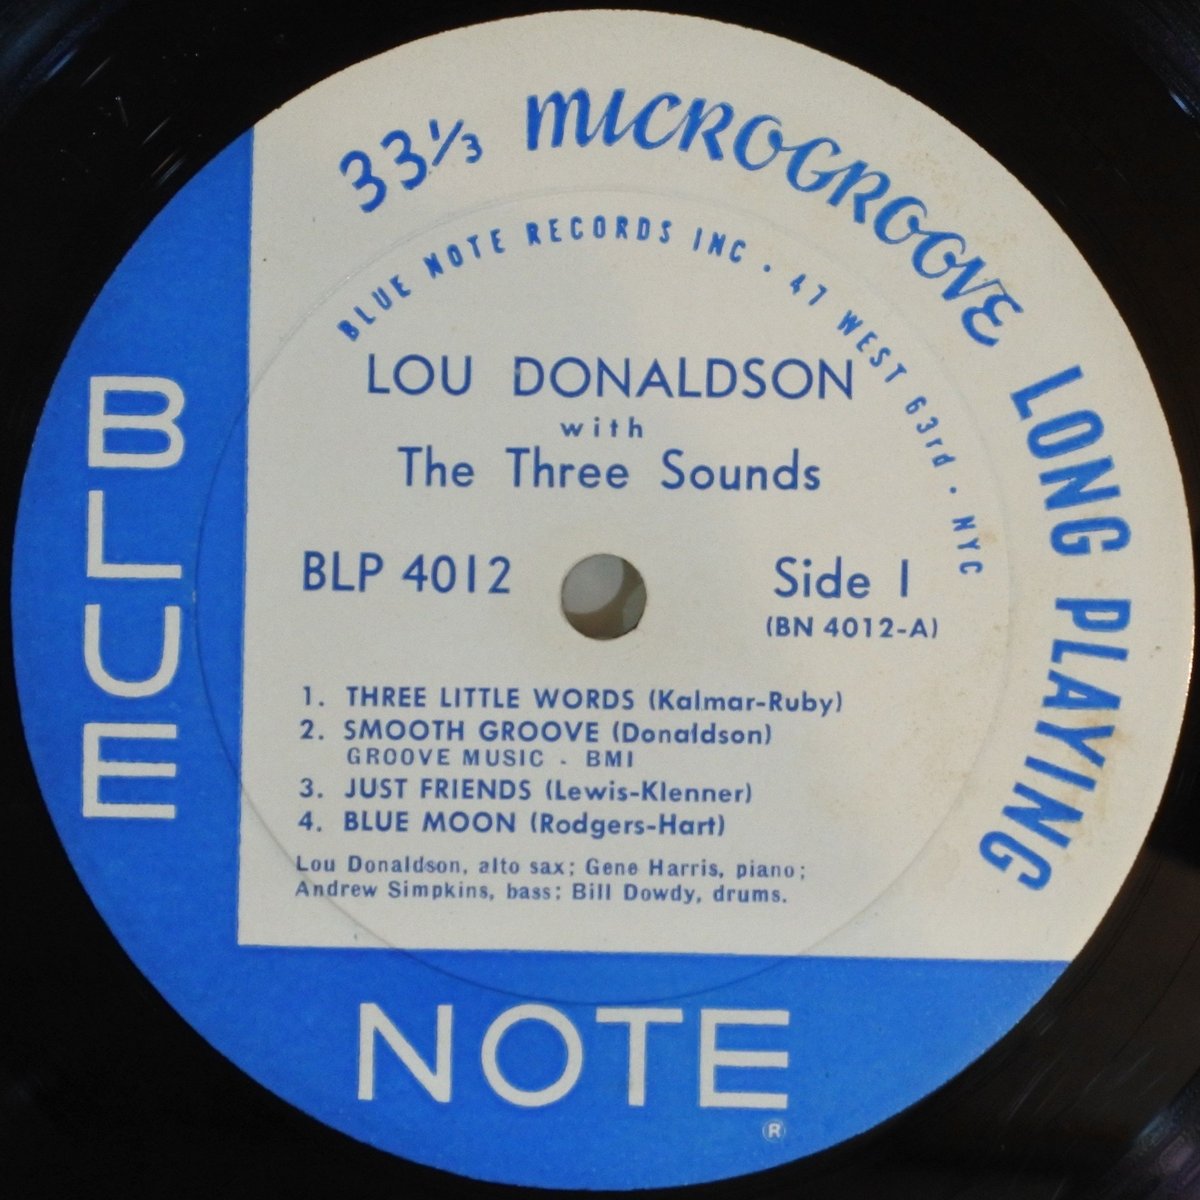 33⅓ MICROGROOVE LONG PLAYING
BLUE NOTE RECORDS INC · 47 WEST 63rd · NYC
LOU DONALDSON
with
The Three Sounds
BLP 4012
Side 1
(BN 4012-A)
1. THREE LITTLE WORDS (Kalmar-Ruby)
2. SMOOTH GROOVE (Donaldson)
GROOVE MUSIC - BMI
3. JUST FRIENDS (Lewis-Klenner)
4. BLUE MOON (Rodgers-Hart)
Lou Donaldson, alto sax; Gene Harris, piano;
Andrew Simpkins, bass; Bill Dowdy, drums.
BLUE
NOTE
®